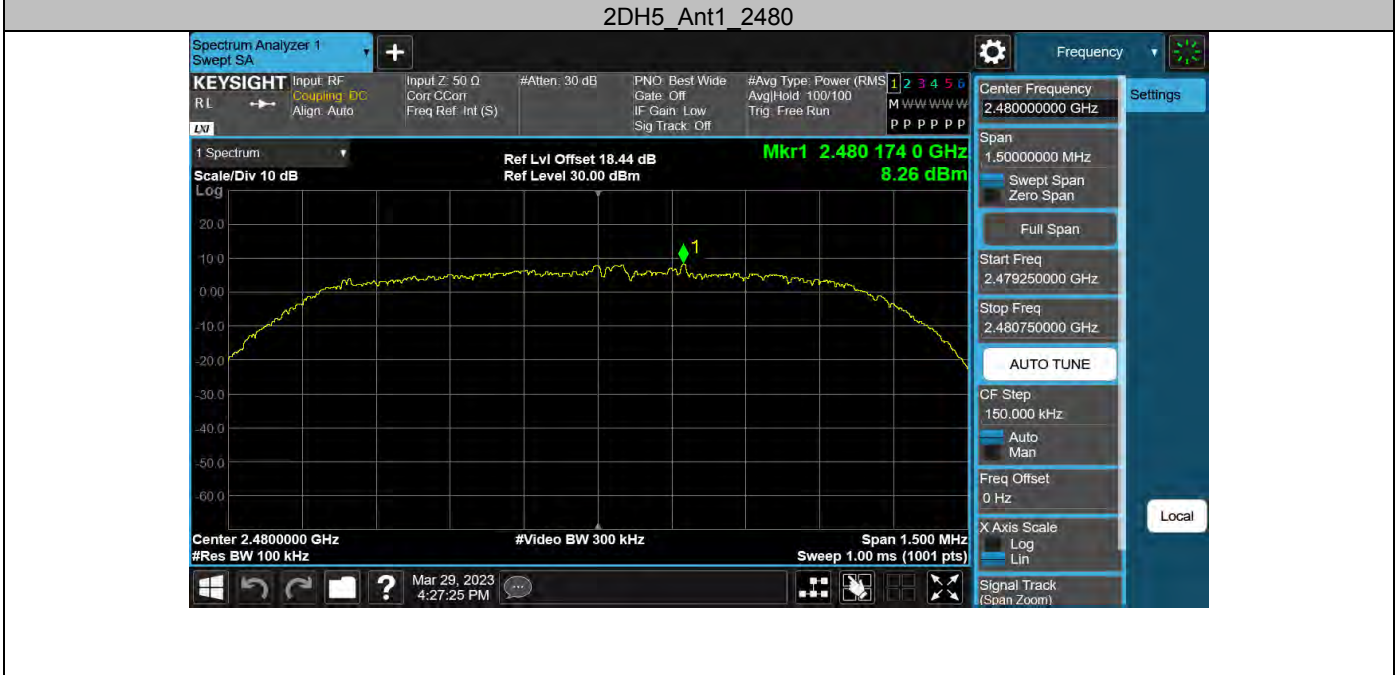 2DH5_Ant1_2480
Spectrum Analyzer 1
Swept SA
+
Frequency
KEYSIGHT
RL
LXI
Input: RF
Coupling: DC
Align: Auto
Input Z: 50 Ω
Corr CCorr
Freq Ref: Int (S)
#Atten: 30 dB
PNO: Best Wide
Gate: Off
IF Gain: Low
Sig Track: Off
#Avg Type: Power (RMS
Avg|Hold: 100/100
Trig: Free Run
1 2 3 4 5 6
M W W W W W
P P P P P P
1 Spectrum
Scale/Div 10 dB
Log
Ref Lvl Offset 18.44 dB
Ref Level 30.00 dBm
Mkr1 2.480 174 0 GHz
8.26 dBm
1
20.0
10.0
0.00
-10.0
-20.0
-30.0
-40.0
-50.0
-60.0
Center 2.4800000 GHz
#Res BW 100 kHz
#Video BW 300 kHz
Span 1.500 MHz
Sweep 1.00 ms (1001 pts)
?
Mar 29, 2023
4:27:25 PM
Center Frequency
2.480000000 GHz
Settings
Span
1.50000000 MHz
Swept Span
Zero Span
Full Span
Start Freq
2.479250000 GHz
Stop Freq
2.480750000 GHz
AUTO TUNE
CF Step
150.000 kHz
Auto
Man
Freq Offset
0 Hz
X Axis Scale
Log
Lin
Local
Signal Track
(Span Zoom)